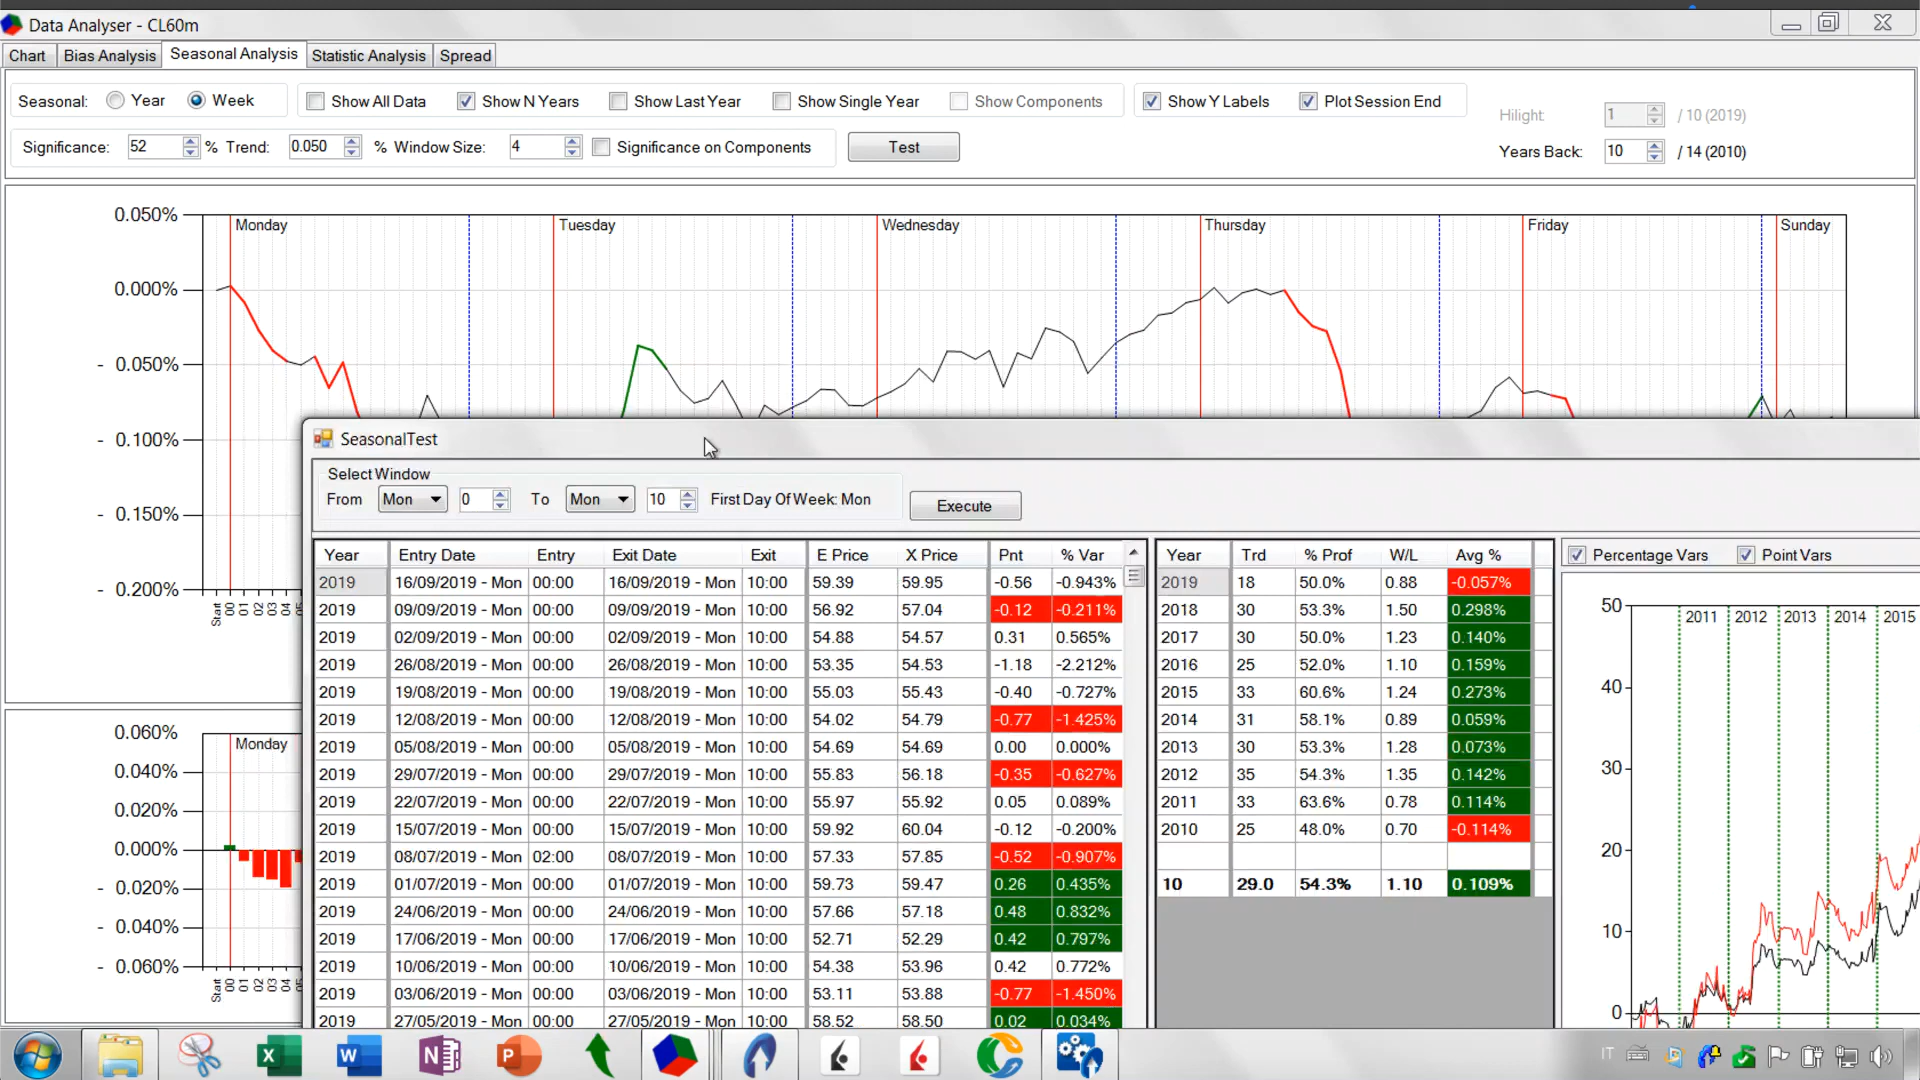 Data Analyser - CL60m
Chart Bias Analysis Seasonal Analysis Statistic Analysis Spread
Seasonal: Year Week Show All Data Show N Years Show Last Year Show Single Year Show Components Show Y Labels Plot Session End
Hilight: 1 / 10 (2019)
Significance: 52 % Trend: 0.050 % Window Size: 4 Significance on Components Test
Years Back: 10 / 14 (2010)
0.050% Monday Tuesday Wednesday Thursday Friday Sunday
0.000%
- 0.050%
- 0.100%
- 0.150%
- 0.200%
Start 00 01 02 03 04
0.060% Monday
0.040%
0.020%
0.000%
- 0.020%
- 0.040%
- 0.060%
Start 00 01 02 03 04
SeasonalTest
Select Window
From Mon 0 To Mon 10 First Day Of Week: Mon Execute
Year Entry Date Entry Exit Date Exit E Price X Price Pnt % Var
2019 16/09/2019 - Mon 00:00 16/09/2019 - Mon 10:00 59.39 59.95 -0.56 -0.943%
2019 09/09/2019 - Mon 00:00 09/09/2019 - Mon 10:00 56.92 57.04 -0.12 -0.211%
2019 02/09/2019 - Mon 00:00 02/09/2019 - Mon 10:00 54.88 54.57 0.31 0.565%
2019 26/08/2019 - Mon 00:00 26/08/2019 - Mon 10:00 53.35 54.53 -1.18 -2.212%
2019 19/08/2019 - Mon 00:00 19/08/2019 - Mon 10:00 55.03 55.43 -0.40 -0.727%
2019 12/08/2019 - Mon 00:00 12/08/2019 - Mon 10:00 54.02 54.79 -0.77 -1.425%
2019 05/08/2019 - Mon 00:00 05/08/2019 - Mon 10:00 54.69 54.69 0.00 0.000%
2019 29/07/2019 - Mon 00:00 29/07/2019 - Mon 10:00 55.83 56.18 -0.35 -0.627%
2019 22/07/2019 - Mon 00:00 22/07/2019 - Mon 10:00 55.97 55.92 0.05 0.089%
2019 15/07/2019 - Mon 00:00 15/07/2019 - Mon 10:00 59.92 60.04 -0.12 -0.200%
2019 08/07/2019 - Mon 02:00 08/07/2019 - Mon 10:00 57.33 57.85 -0.52 -0.907%
2019 01/07/2019 - Mon 00:00 01/07/2019 - Mon 10:00 59.73 59.47 0.26 0.435%
2019 24/06/2019 - Mon 00:00 24/06/2019 - Mon 10:00 57.66 57.18 0.48 0.832%
2019 17/06/2019 - Mon 00:00 17/06/2019 - Mon 10:00 52.71 52.29 0.42 0.797%
2019 10/06/2019 - Mon 00:00 10/06/2019 - Mon 10:00 54.38 53.96 0.42 0.772%
2019 03/06/2019 - Mon 00:00 03/06/2019 - Mon 10:00 53.11 53.88 -0.77 -1.450%
2019 27/05/2019 - Mon 00:00 27/05/2019 - Mon 10:00 58.52 58.50 0.02 0.034%
Year Trd % Prof W/L Avg %
2019 18 50.0% 0.88 -0.057%
2018 30 53.3% 1.50 0.298%
2017 30 50.0% 1.23 0.140%
2016 25 52.0% 1.10 0.159%
2015 33 60.6% 1.24 0.273%
2014 31 58.1% 0.89 0.059%
2013 30 53.3% 1.28 0.073%
2012 35 54.3% 1.35 0.142%
2011 33 63.6% 0.78 0.114%
2010 25 48.0% 0.70 -0.114%
10 29.0 54.3% 1.10 0.109%
Percentage Vars Point Vars
50 2011 2012 2013 2014 2015
40
30
20
10
0
IT